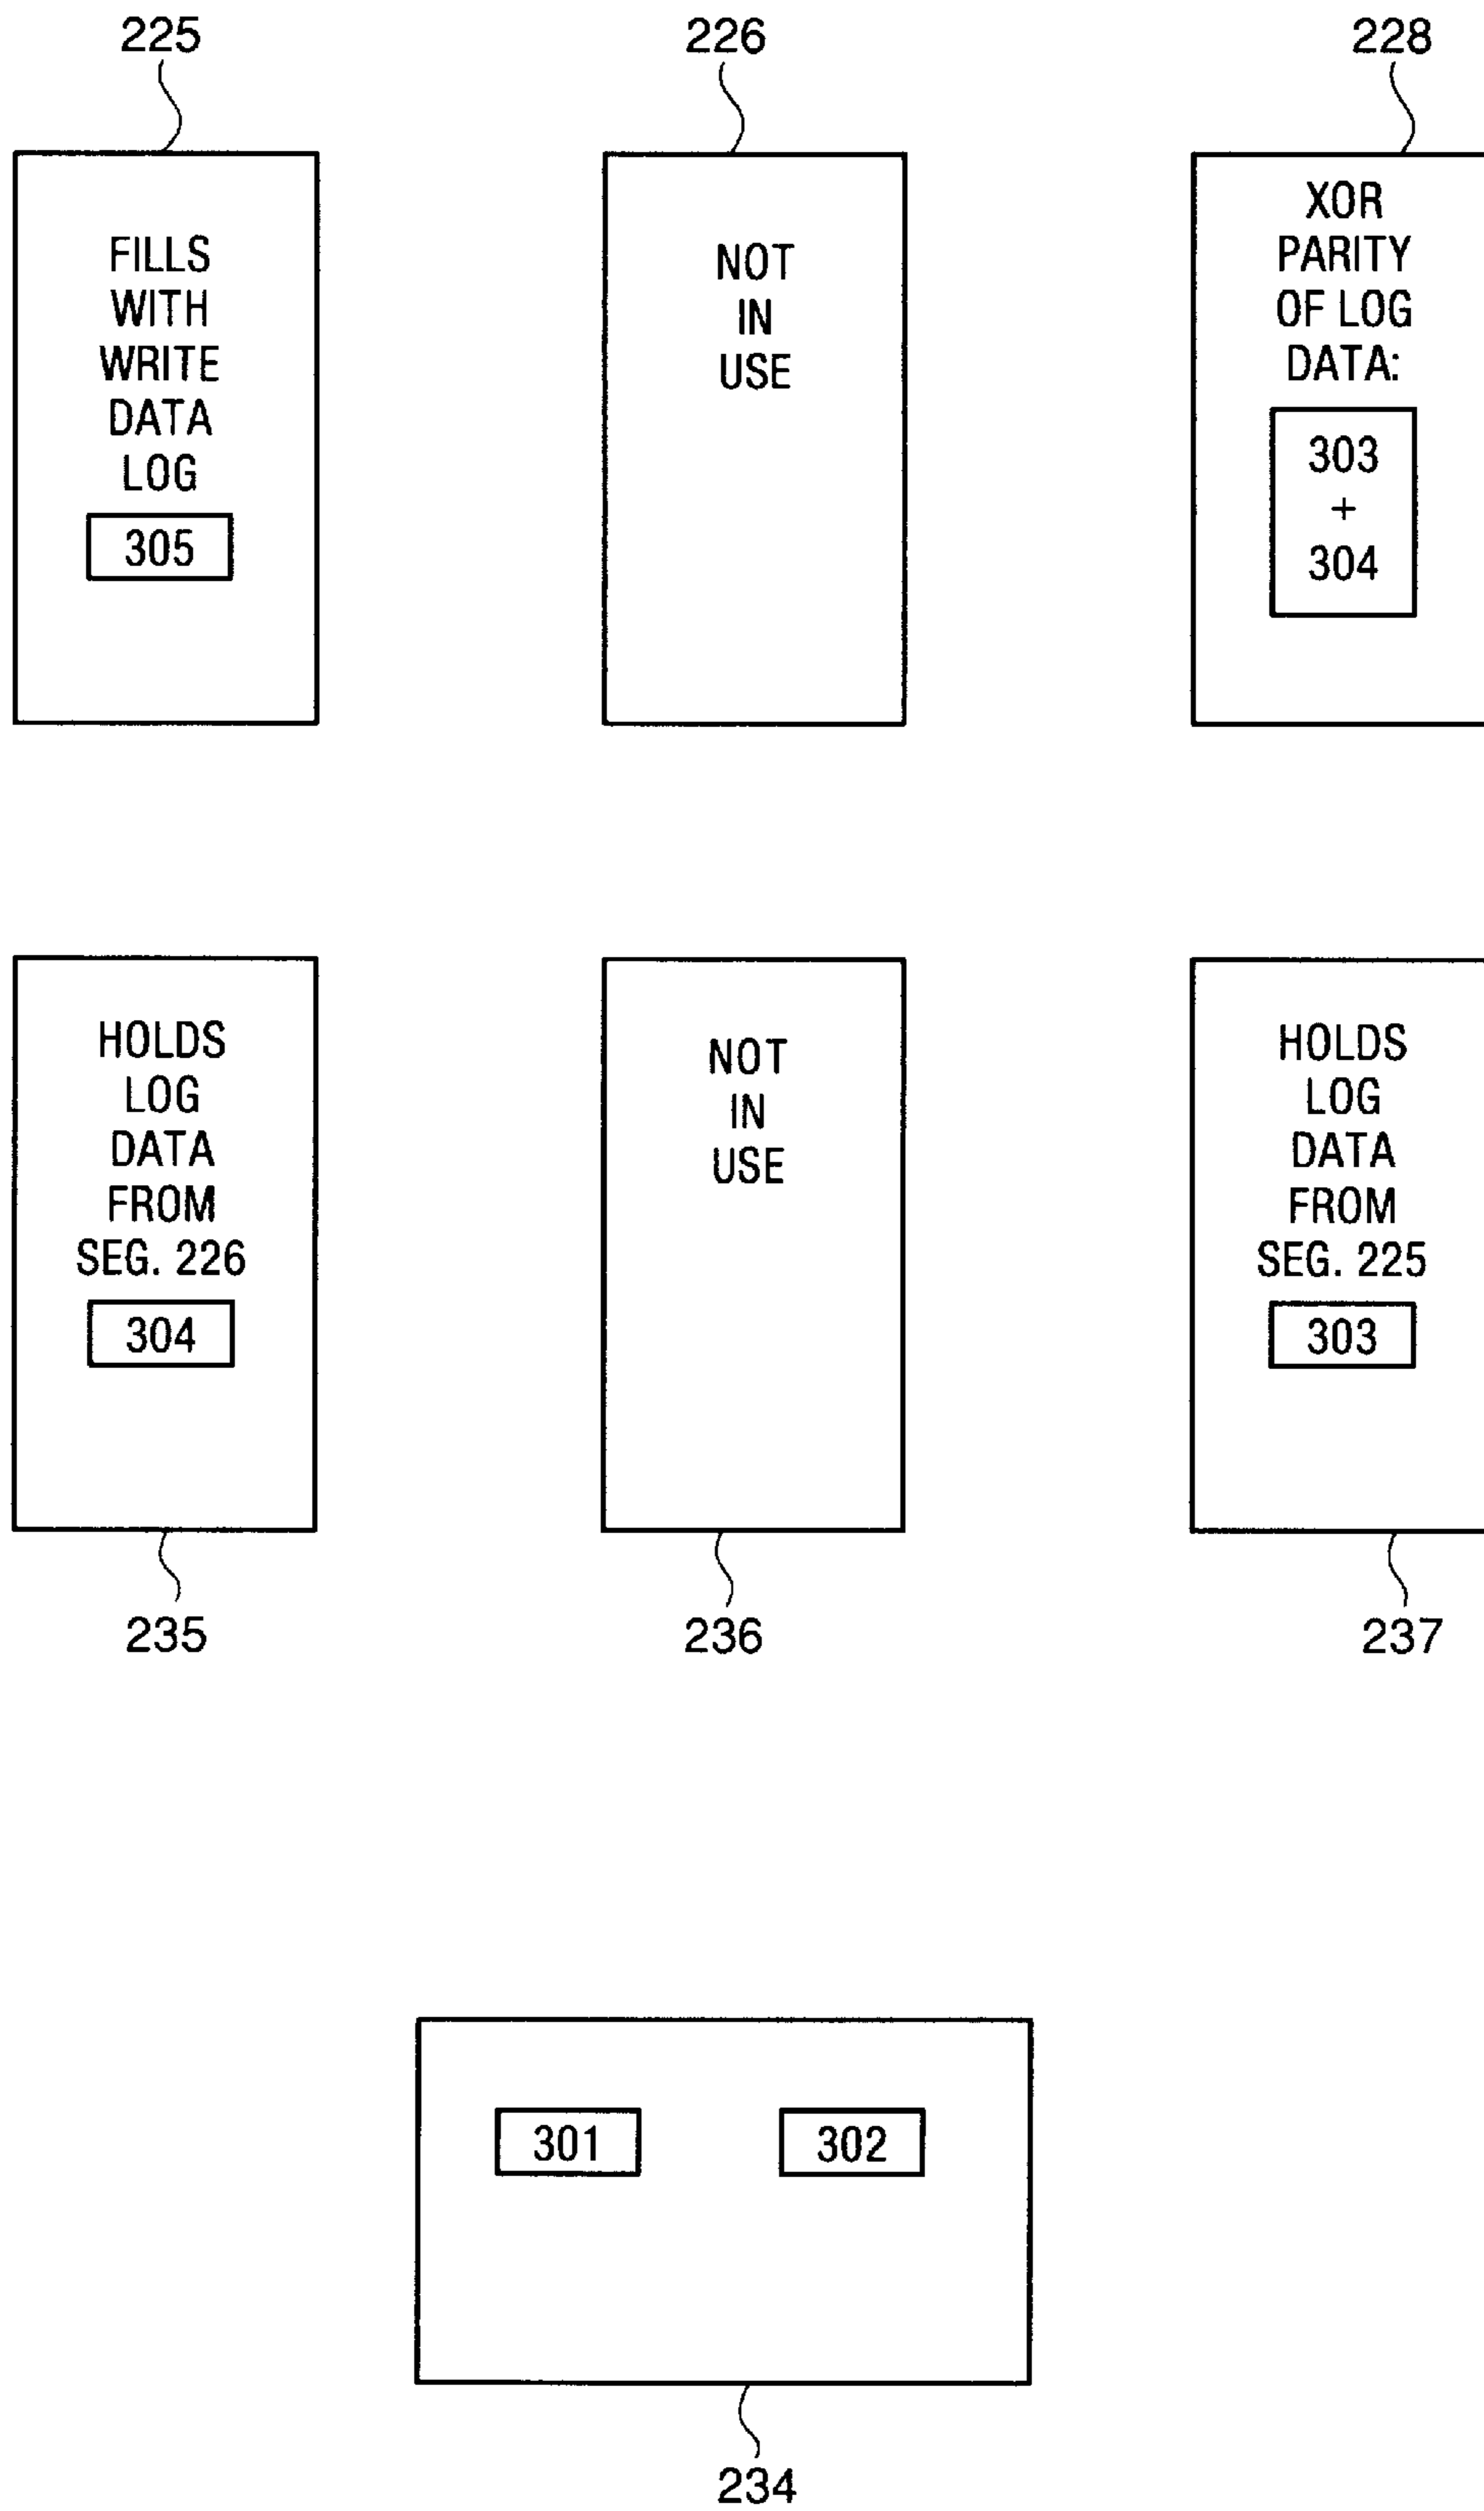 225
226
228
FILLS
WITH
WRITE
DATA
LOG
305
NOT
IN
USE
XOR
PARITY
OF LOG
DATA:
303
+
304
HOLDS
LOG
DATA
FROM
SEG. 226
304
NOT
IN
USE
HOLDS
LOG
DATA
FROM
SEG. 225
303
235
236
237
301
302
234